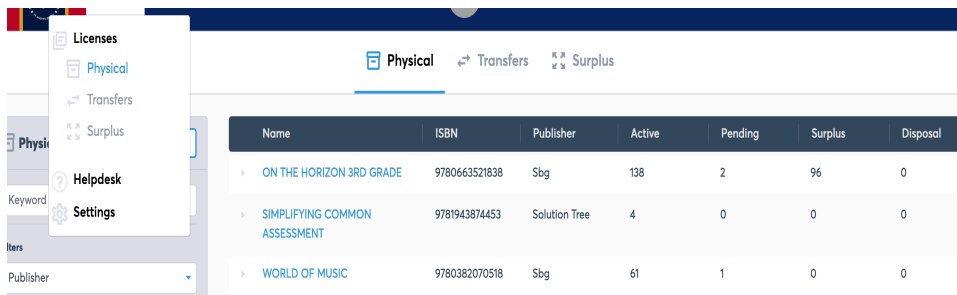 Licenses
Physical
Transfers
Surplus
Helpdesk
Settings
Physical
Transfers
Surplus
Physi
Keyword
lters
Publisher
Name ISBN Publisher Active Pending Surplus Disposal
ON THE HORIZON 3RD GRADE 9780663521838 Sbg 138 2 96 0
SIMPLIFYING COMMON 9781943874453 Solution Tree 4 0 0 0
ASSESSMENT
WORLD OF MUSIC 9780382070518 Sbg 61 1 0 0